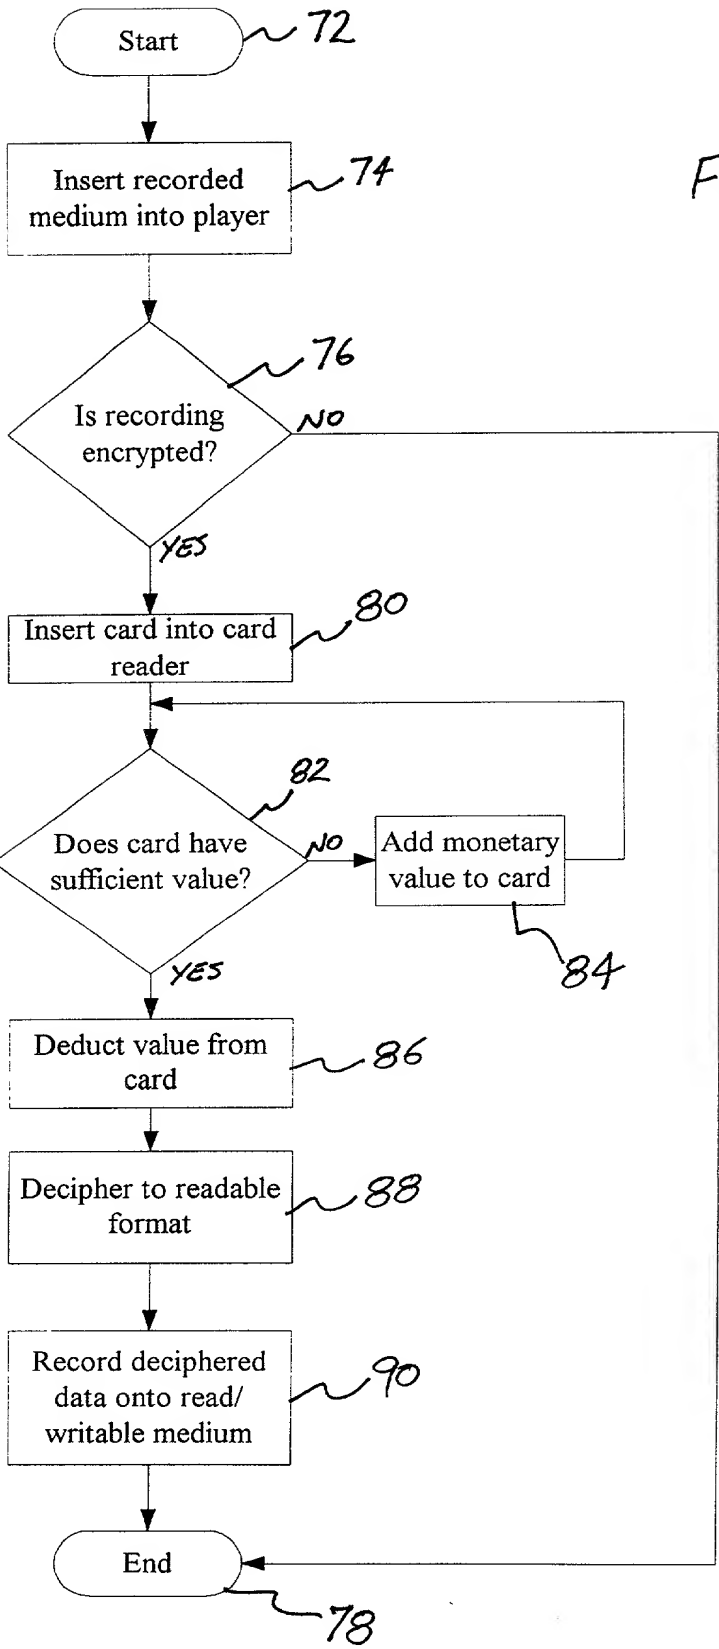 Start
72
Insert recorded
medium into player
74
F
76
Is recording
encrypted?
NO
YES
Insert card into card
reader
80
82
Does card have
sufficient value?
NO
Add monetary
value to card
84
YES
Deduct value from
card
86
Decipher to readable
format
88
Record deciphered
data onto read/
writable medium
90
End
78